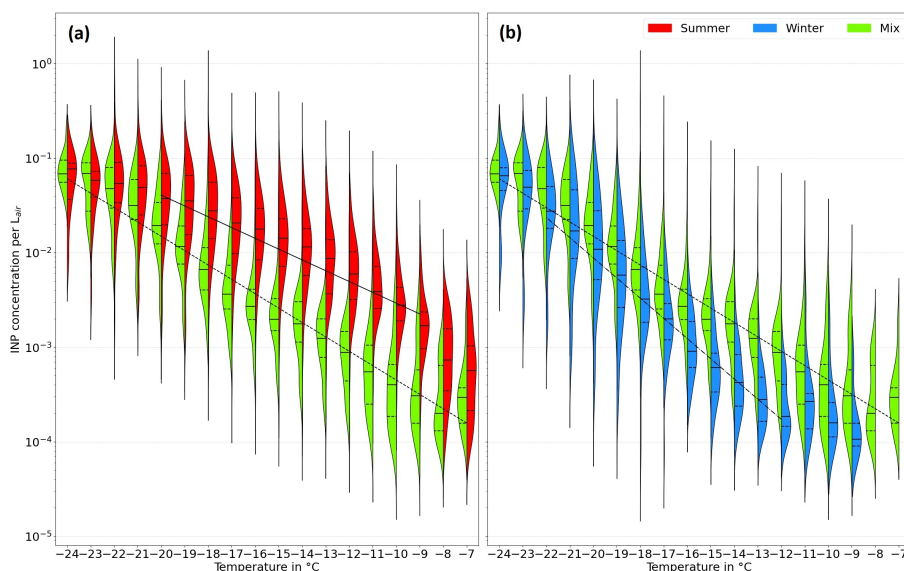 (a)
(b)
Summer
Winter
Mix
INP concentration per L_air
10⁰
10⁻¹
10⁻²
10⁻³
10⁻⁴
10⁻⁵
−24 −23 −22 −21 −20 −19 −18 −17 −16 −15 −14 −13 −12 −11 −10 −9 −8 −7
−24 −23 −22 −21 −20 −19 −18 −17 −16 −15 −14 −13 −12 −11 −10 −9 −8 −7
Temperature in °C
Temperature in °C